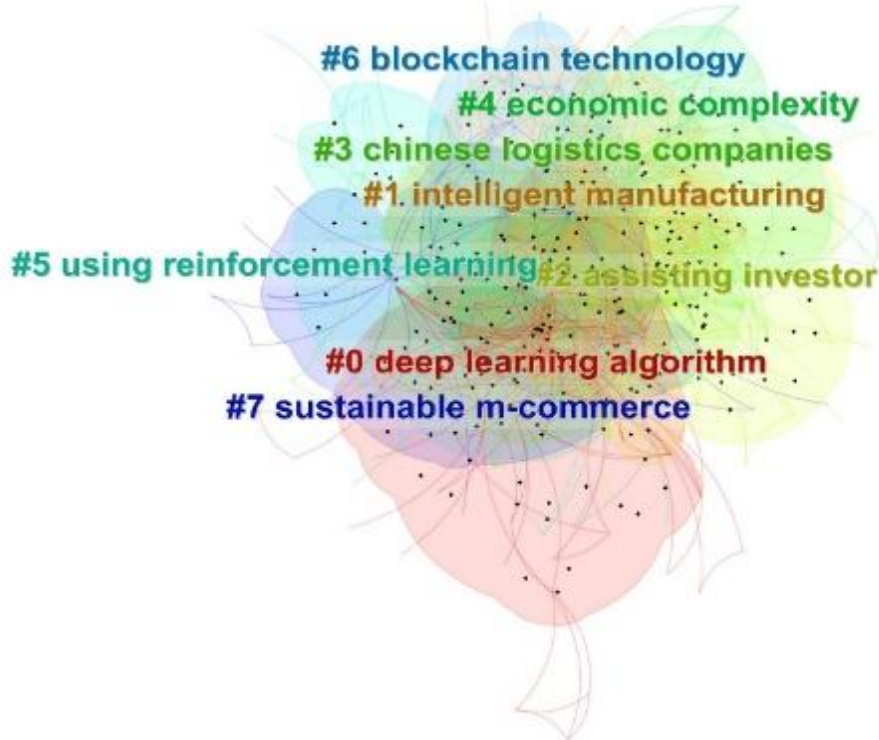 #6 blockchain technology
#4 economic complexity
#3 chinese logistics companies
#1 intelligent manufacturing
#5 using reinforcement learning
#2 assisting investor
#0 deep learning algorithm
#7 sustainable m-commerce